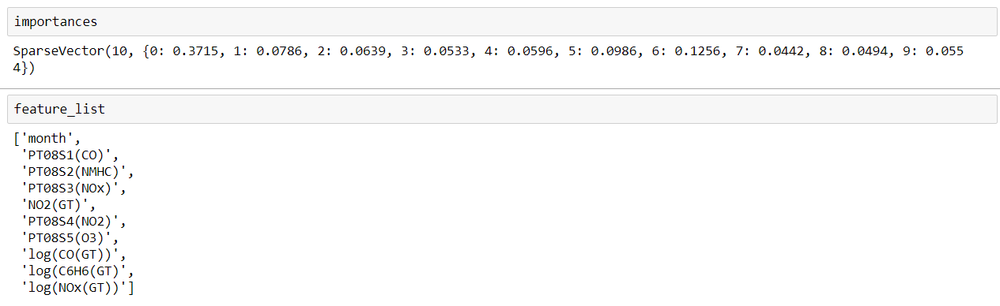 importances
SparseVector(10, {0: 0.3715, 1: 0.0786, 2: 0.0639, 3: 0.0533, 4: 0.0596, 5: 0.0986, 6: 0.1256, 7: 0.0442, 8: 0.0494, 9: 0.055
4})
feature_list
['month',
'PT08S1(CO)',
'PT08S2(NMHC)',
'PT08S3(NOx)',
'NO2(GT)',
'PT08S4(NO2)',
'PT08S5(O3)',
'log(CO(GT))',
'log(C6H6(GT)',
'log(NOx(GT))']